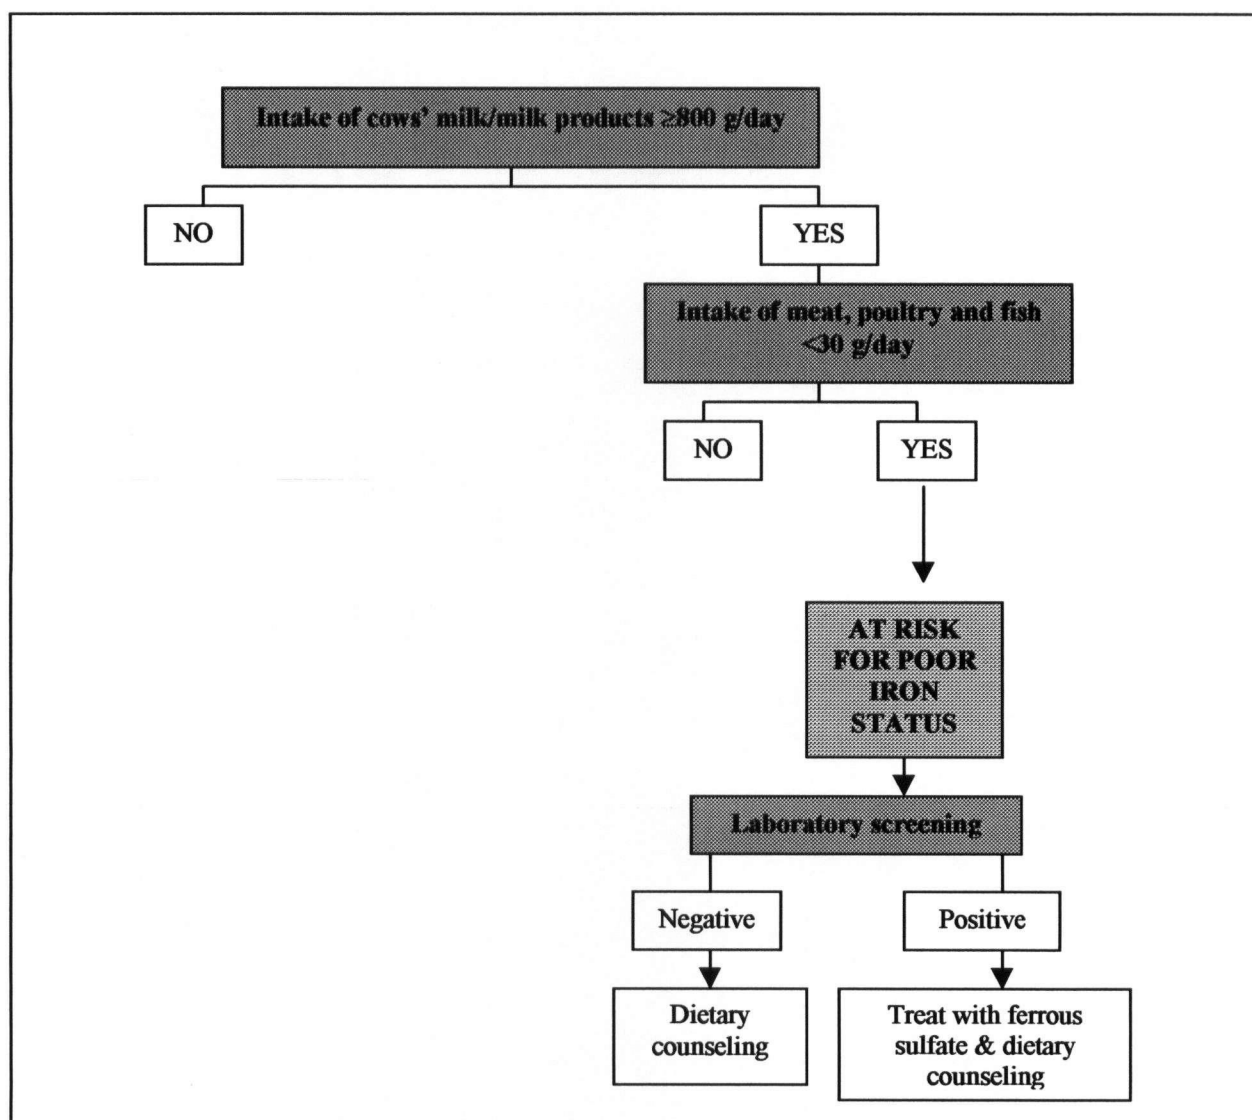 Intake of cows’ milk/milk products ≥800 g/day
NO
YES
Intake of meat, poultry and fish
<30 g/day
NO
YES
AT RISK
FOR POOR
IRON
STATUS
Laboratory screening
Negative
Positive
Dietary
counseling
Treat with ferrous
sulfate & dietary
counseling